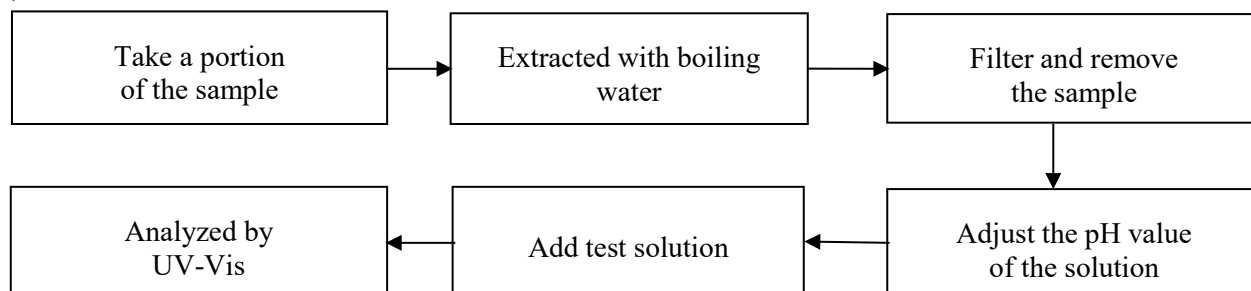 Take a portion
of the sample
Extracted with boiling
water
Filter and remove
the sample
Adjust the pH value
of the solution
Add test solution
Analyzed by
UV-Vis